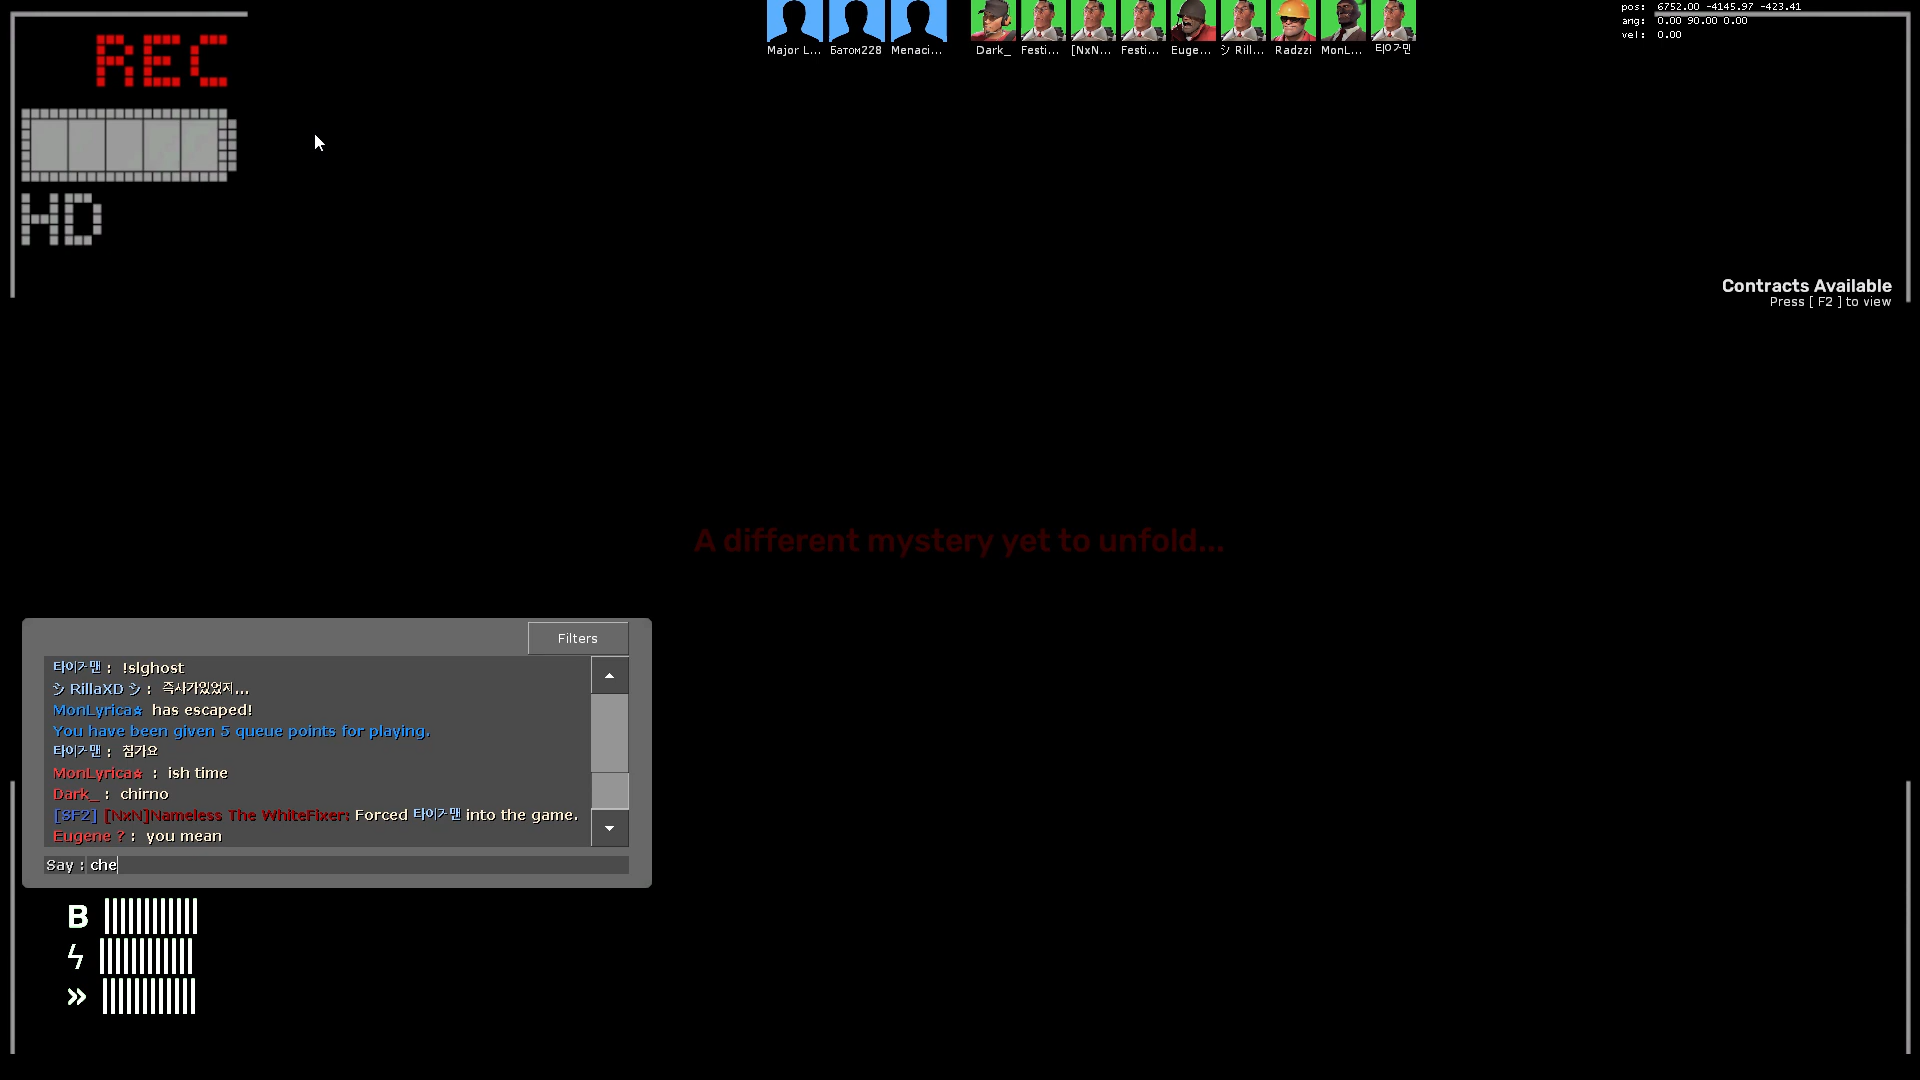 REC
HD
Major L...
Батом228
Menaci...
Dark_
Festi...
[NxN...
Festi...
Euge...
シ Rill...
Radzzi
MonL...
타이거맨
pos: 6752.00 -4145.97 -423.41
ang: 0.00 90.00 0.00
vel: 0.00
Contracts Available
Press [ F2 ] to view
A different mystery yet to unfold...
Filters
타이거맨 : !slghost
シ RillaXD シ : 즉사가있었지...
MonLyrica☆ has escaped!
You have been given 5 queue points for playing.
타이거맨 : 첨가요
MonLyrica☆ : ish time
Dark_ : chirno
[SF2] [NxN]Nameless The WhiteFixer: Forced 타이거맨 into the game.
Eugene ? : you mean
Say : che
B